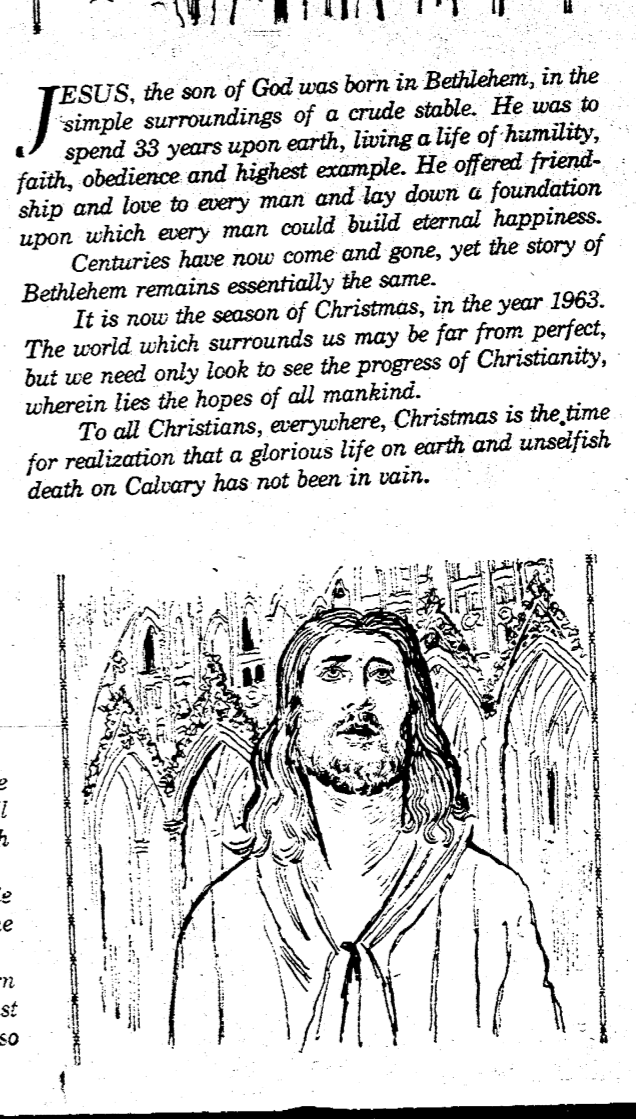 JESUS, the son of God was born in Bethlehem, in the
simple surroundings of a crude stable. He was to
spend 33 years upon earth, living a life of humility,
faith, obedience and highest example. He offered friend-
ship and love to every man and lay down a foundation
upon which every man could build eternal happiness.
Centuries have now come and gone, yet the story of
Bethlehem remains essentially the same.
It is now the season of Christmas, in the year 1963.
The world which surrounds us may be far from perfect,
but we need only look to see the progress of Christianity,
wherein lies the hopes of all mankind.
To all Christians, everywhere, Christmas is the time
for realization that a glorious life on earth and unselfish
death on Calvary has not been in vain.
st
so